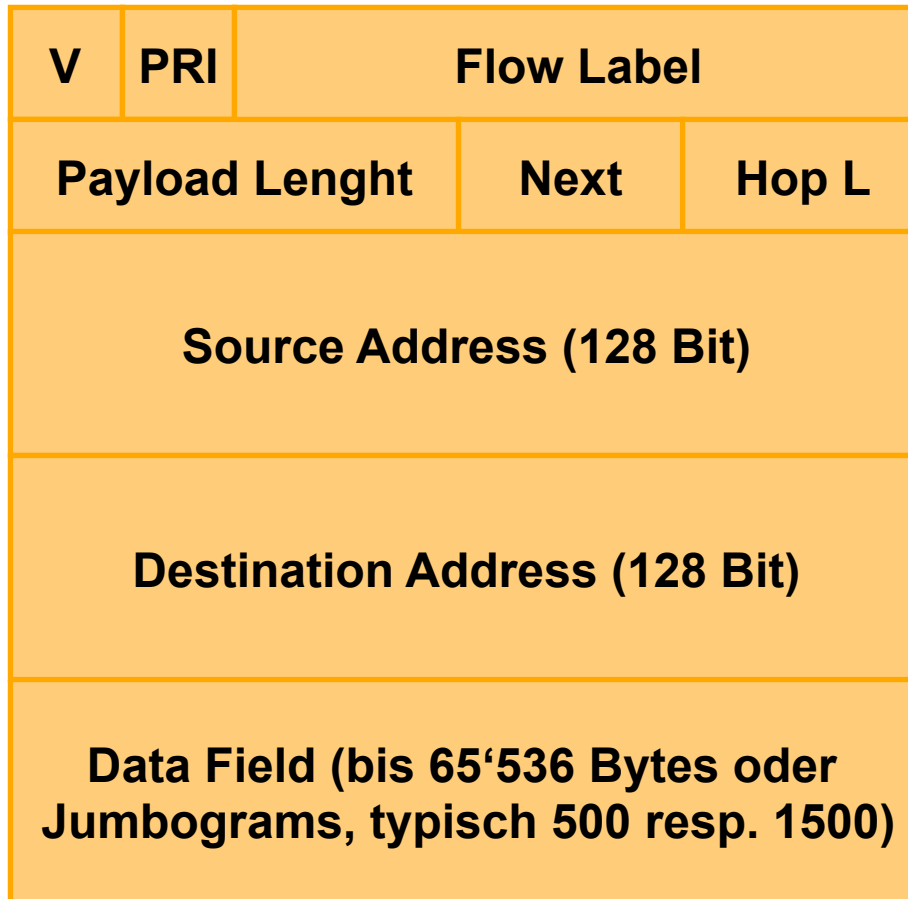 V PRI Flow Label
Payload Lenght Next Hop L
Source Address (128 Bit)
Destination Address (128 Bit)
Data Field (bis 65‘536 Bytes oder
Jumbograms, typisch 500 resp. 1500)